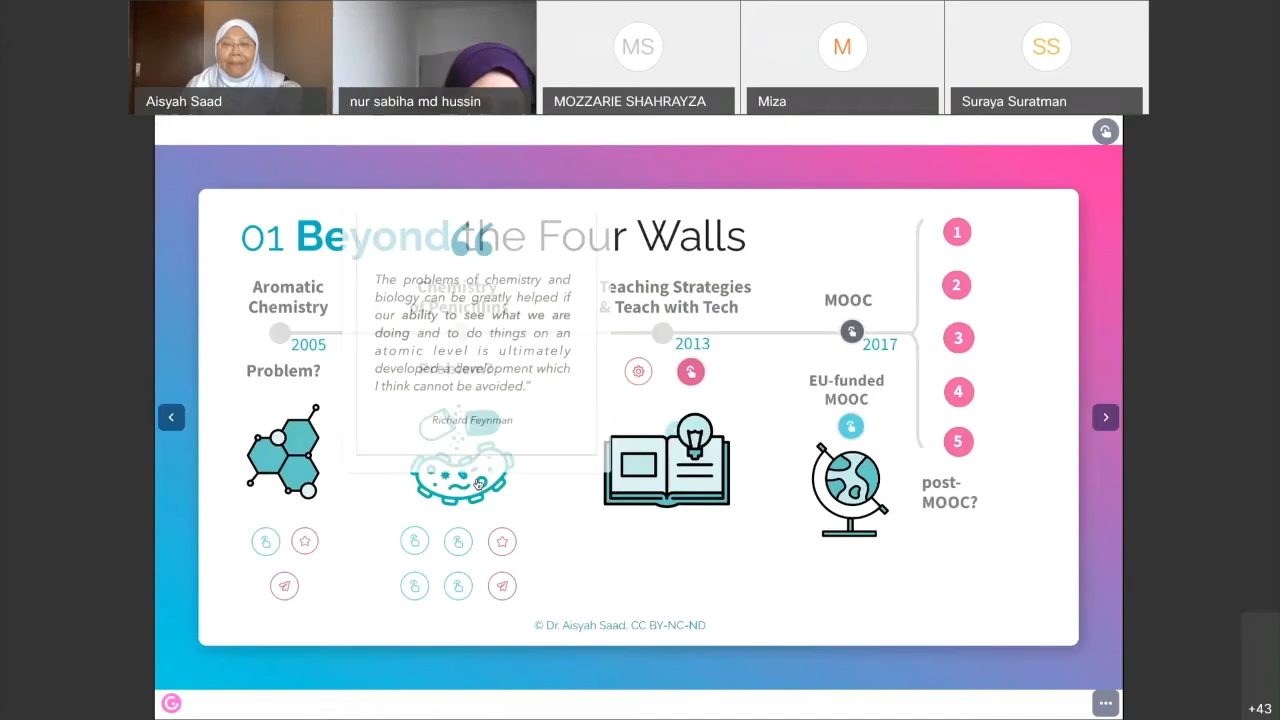 MS
M
SS
Aisyah Saad
nur sabiha md hussin
MOZZARIE SHAHRAYZA
Miza
Suraya Suratman
01 Beyond the Four Walls
“
The problems of chemistry and
biology can be greatly helped if
our ability to see what we are
doing and to do things on an
atomic level is ultimately
developed-a development which
I think cannot be avoided.”
Richard Feynman
Aromatic
Chemistry
2005
Problem?
Chemistry
of Penicillins
Teaching Strategies
& Teach with Tech
2013
MOOC
2017
EU-funded
MOOC
1
2
3
4
5
post-
MOOC?
© Dr. Aisyah Saad. CC BY-NC-ND
+43